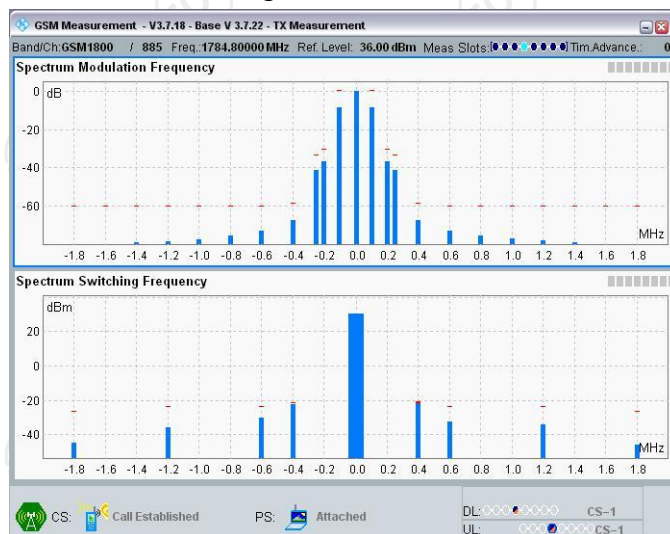 GSM Measurement - V3.7.18 - Base V 3.7.22 - TX Measurement
Band/Ch:GSM1800 / 885 Freq.:1784.80000 MHz Ref. Level: 36.00 dBm Meas Slots: Tim.Advance.: 0
Spectrum Modulation Frequency
dB
0
-20
-40
-60
MHz
-1.8 -1.6 -1.4 -1.2 -1.0 -0.8 -0.6 -0.4 -0.2 0.0 0.2 0.4 0.6 0.8 1.0 1.2 1.4 1.6 1.8
Spectrum Switching Frequency
dBm
20
0
-20
-40
-1.8 -1.6 -1.4 -1.2 -1.0 -0.8 -0.6 -0.4 -0.2 0.0 0.2 0.4 0.6 0.8 1.0 1.2 1.4 1.6 1.8
CS: Call Established PS: Attached
DL: CS-1
UL: CS-1